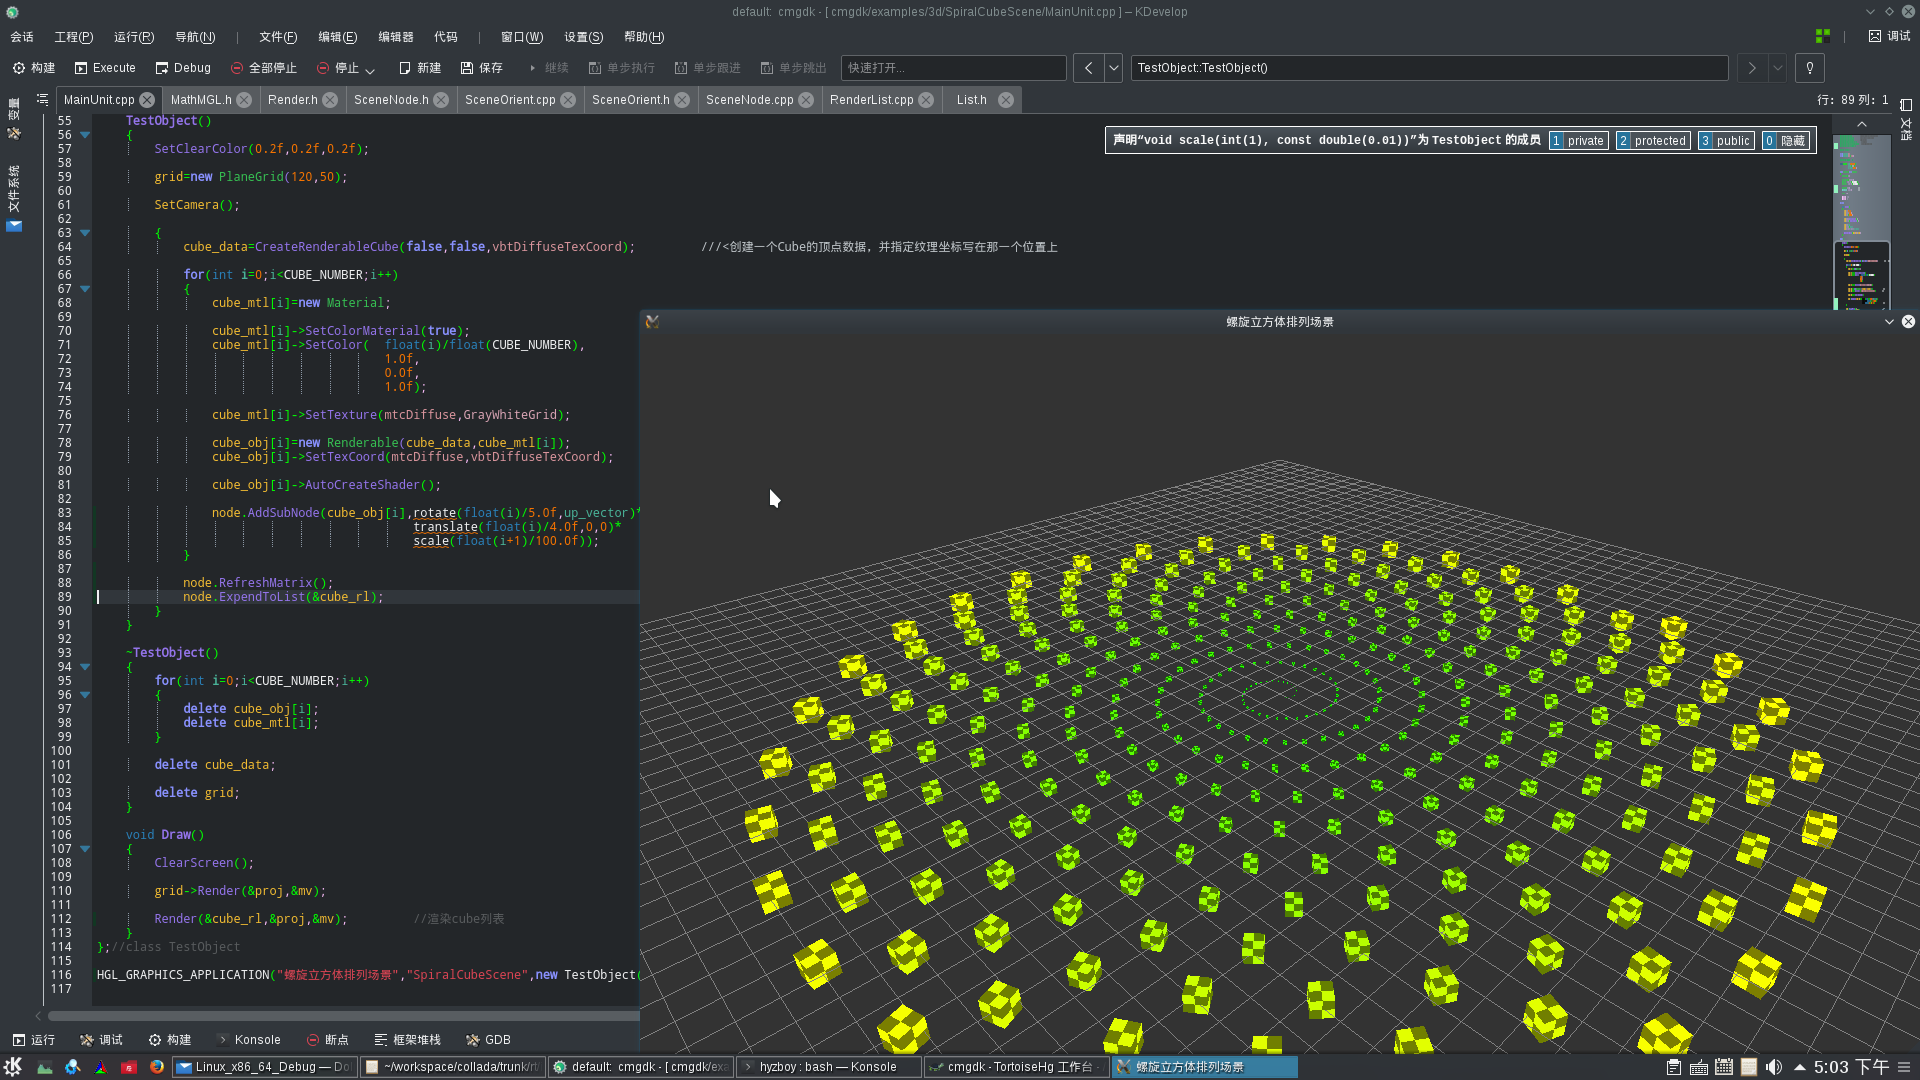 default: cmgdk - [ cmgdk/examples/3d/SpiralCubeScene/MainUnit.cpp ] — KDevelop
会话 工程(P) 运行(R) 导航(N) | 文件(F) 编辑(E) 编辑器 代码 | 窗口(W) 设置(S) 帮助(H) | 调试
构建 Execute Debug 全部停止 停止 新建 保存 继续 单步执行 单步跟进 单步跳出 快速打开... TestObject::TestObject()
MainUnit.cpp MathMGL.h Render.h SceneNode.h SceneOrient.cpp SceneOrient.h SceneNode.cpp RenderList.cpp List.h 行: 89 列: 1
变量
文件系统
文档
声明“void scale(int(1), const double(0.01))”为 TestObject 的成员 1 private 2 protected 3 public 0 隐藏
55 TestObject()
56 {
57 SetClearColor(0.2f,0.2f,0.2f);
58
59 grid=new PlaneGrid(120,50);
60
61 SetCamera();
62
63 {
64 cube_data=CreateRenderableCube(false,false,vbtDiffuseTexCoord); ///<创建一个Cube的顶点数据，并指定纹理坐标写在那一个位置上
65
66 for(int i=0;i<CUBE_NUMBER;i++)
67 {
68 cube_mtl[i]=new Material;
69
70 cube_mtl[i]->SetColorMaterial(true);
71 cube_mtl[i]->SetColor( float(i)/float(CUBE_NUMBER),
72 1.0f,
73 0.0f,
74 1.0f);
75
76 cube_mtl[i]->SetTexture(mtcDiffuse,GrayWhiteGrid);
77
78 cube_obj[i]=new Renderable(cube_data,cube_mtl[i]);
79 cube_obj[i]->SetTexCoord(mtcDiffuse,vbtDiffuseTexCoord);
80
81 cube_obj[i]->AutoCreateShader();
82
83 node.AddSubNode(cube_obj[i],rotate(float(i)/5.0f,up_vector)*
84 translate(float(i)/4.0f,0,0)*
85 scale(float(i+1)/100.0f));
86 }
87
88 node.RefreshMatrix();
89 node.ExpendToList(&cube_rl);
90 }
91 }
92
93 ~TestObject()
94 {
95 for(int i=0;i<CUBE_NUMBER;i++)
96 {
97 delete cube_obj[i];
98 delete cube_mtl[i];
99 }
100
101 delete cube_data;
102
103 delete grid;
104 }
105
106 void Draw()
107 {
108 ClearScreen();
109
110 grid->Render(&proj,&mv);
111
112 Render(&cube_rl,&proj,&mv); //渲染cube列表
113 }
114 };//class TestObject
115
116 HGL_GRAPHICS_APPLICATION("螺旋立方体排列场景","SpiralCubeScene",new TestObject(
117
螺旋立方体排列场景
运行 调试 构建 Konsole 断点 框架堆栈 GDB
Linux_x86_64_Debug — Do ~/workspace/collada/trunk/rt default: cmgdk - [ cmgdk/exa hyzboy : bash — Konsole cmgdk - TortoiseHg 工作台 螺旋立方体排列场景 5:03 下午